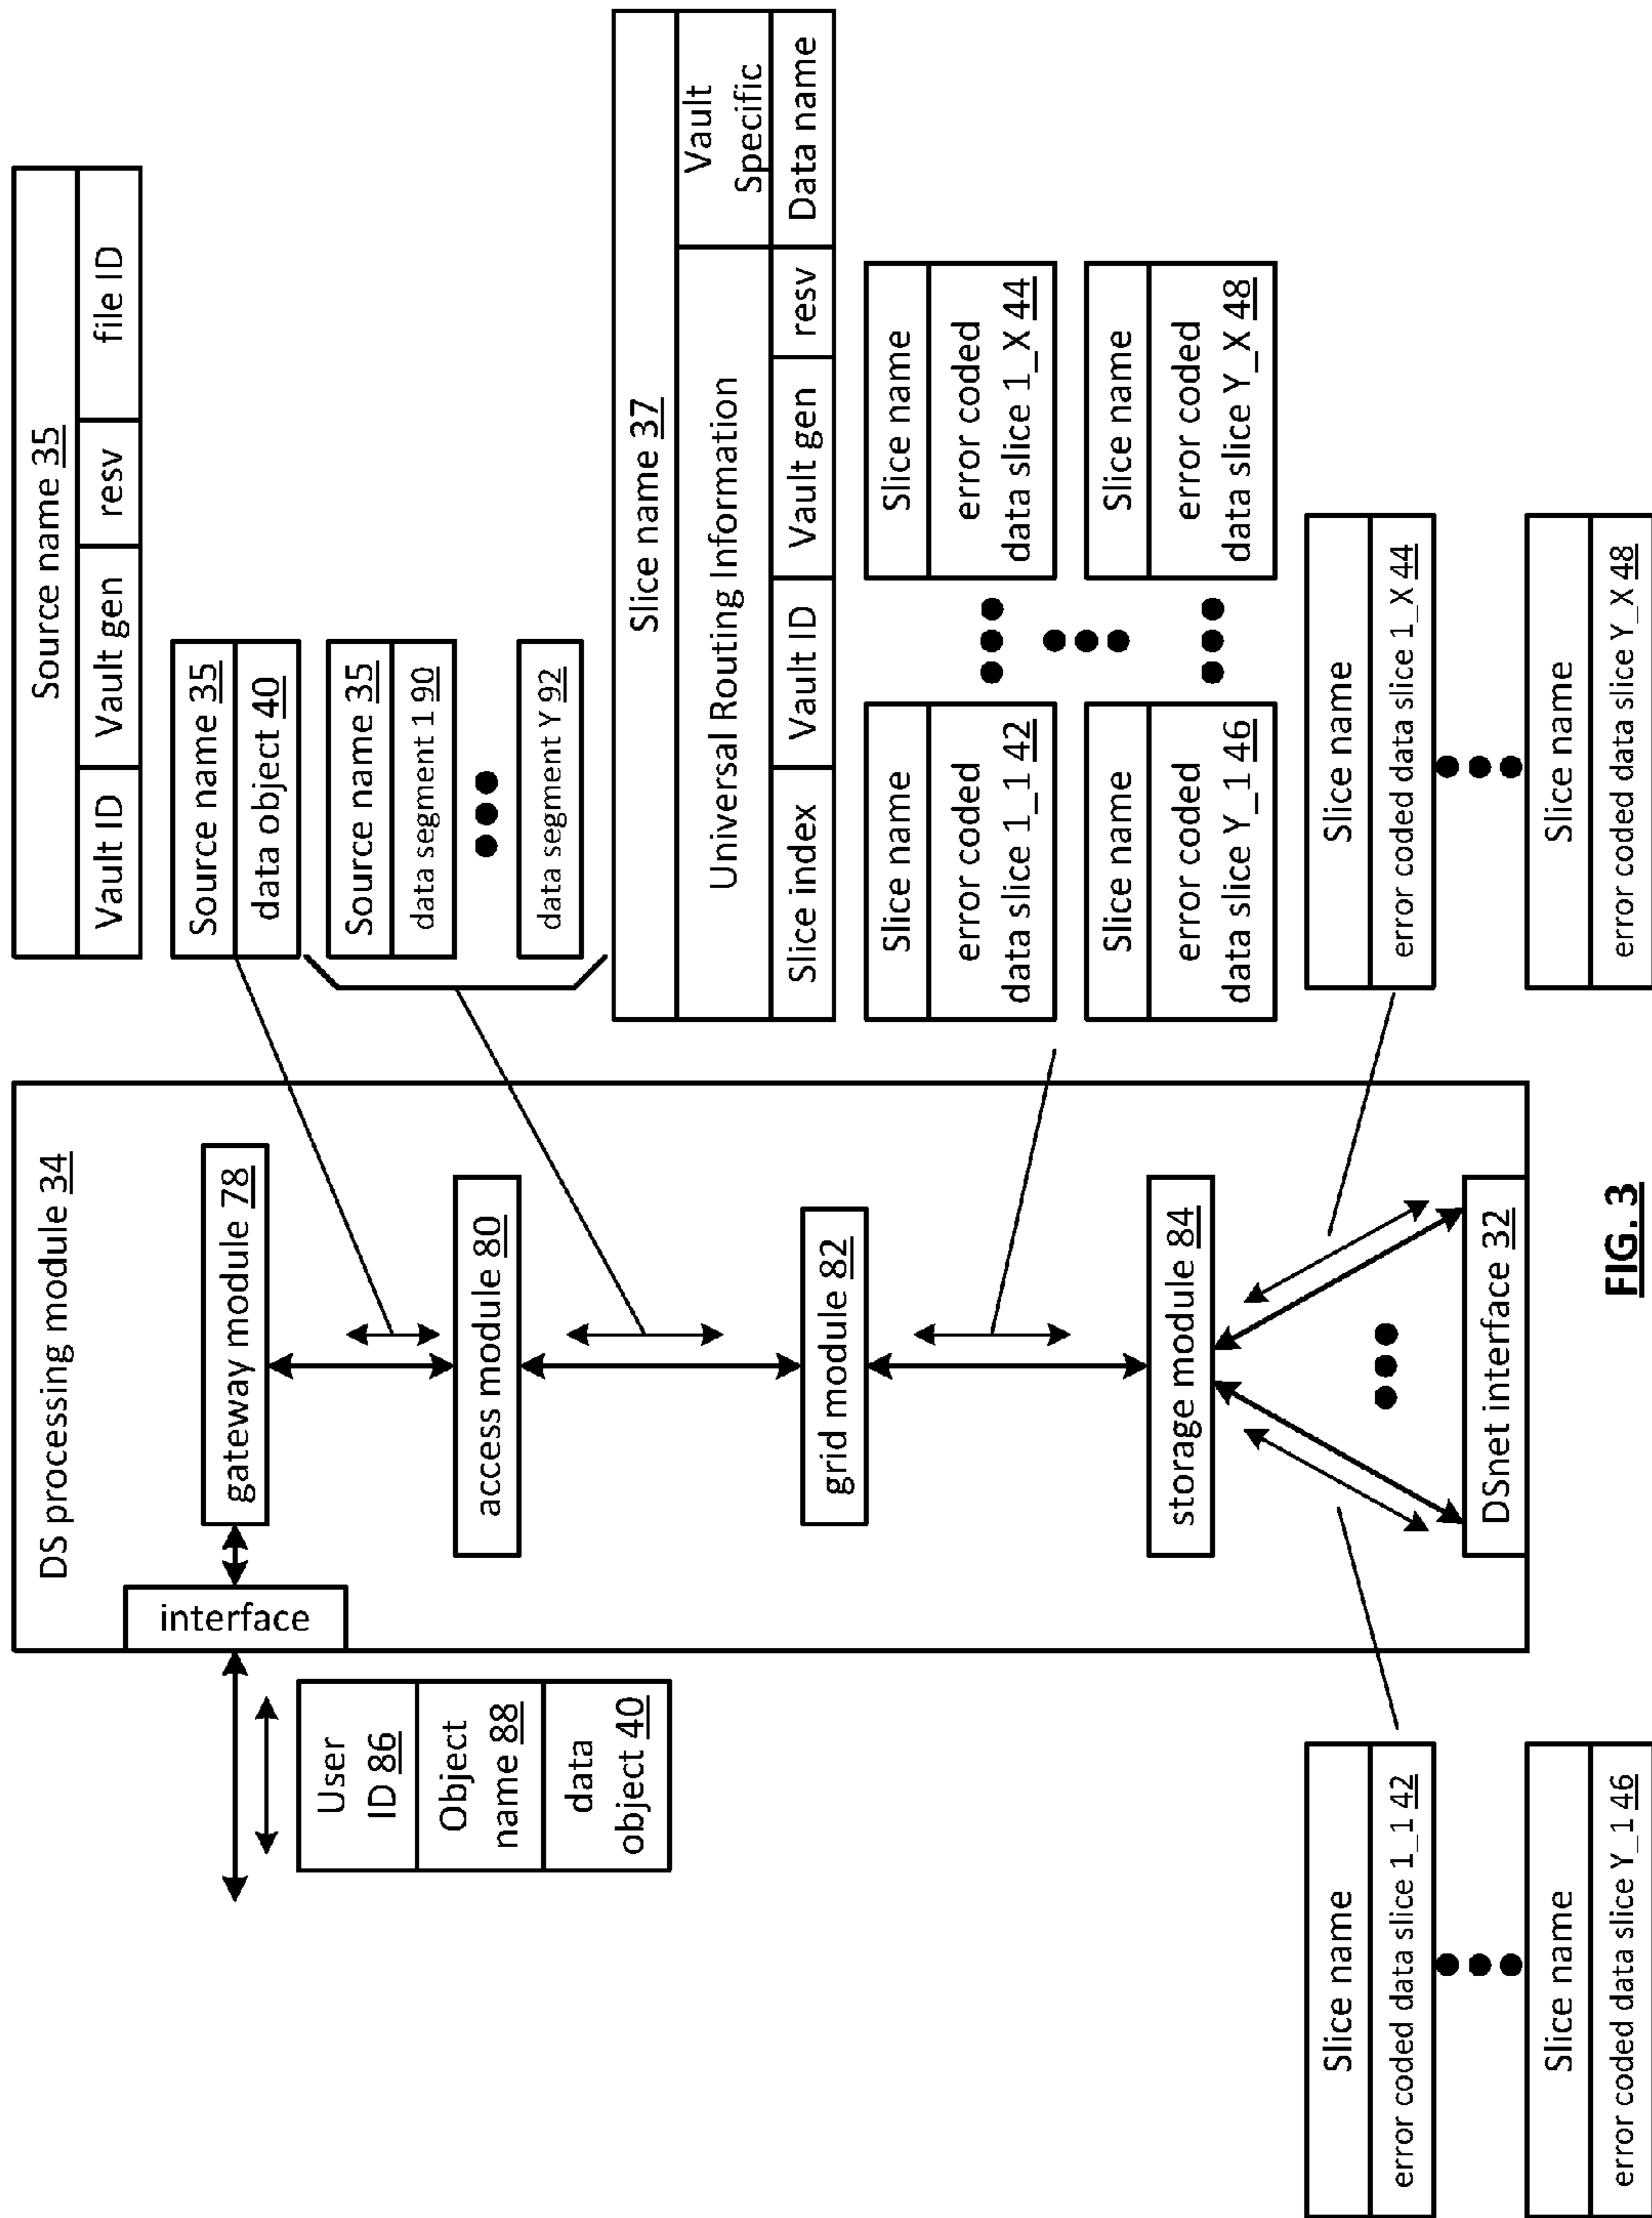 DS processing module 34
interface
gateway module 78
access module 80
grid module 82
storage module 84
DSnet interface 32
User
ID 86
Object
name 88
data
object 40
Source name 35
Vault ID
Vault gen
resv
file ID
Source name 35
data object 40
Source name 35
data segment 1 90
data segment Y 92
Slice name 37
Universal Routing Information
Vault
Specific
Slice index
Vault ID
Vault gen
resv
Data name
Slice name
error coded
data slice 1_1 42
Slice name
error coded
data slice 1_X 44
Slice name
error coded
data slice Y_1 46
Slice name
error coded
data slice Y_X 48
Slice name
error coded data slice 1_1 42
Slice name
error coded data slice Y_1 46
Slice name
error coded data slice 1_X 44
Slice name
error coded data slice Y_X 48
FIG. 3